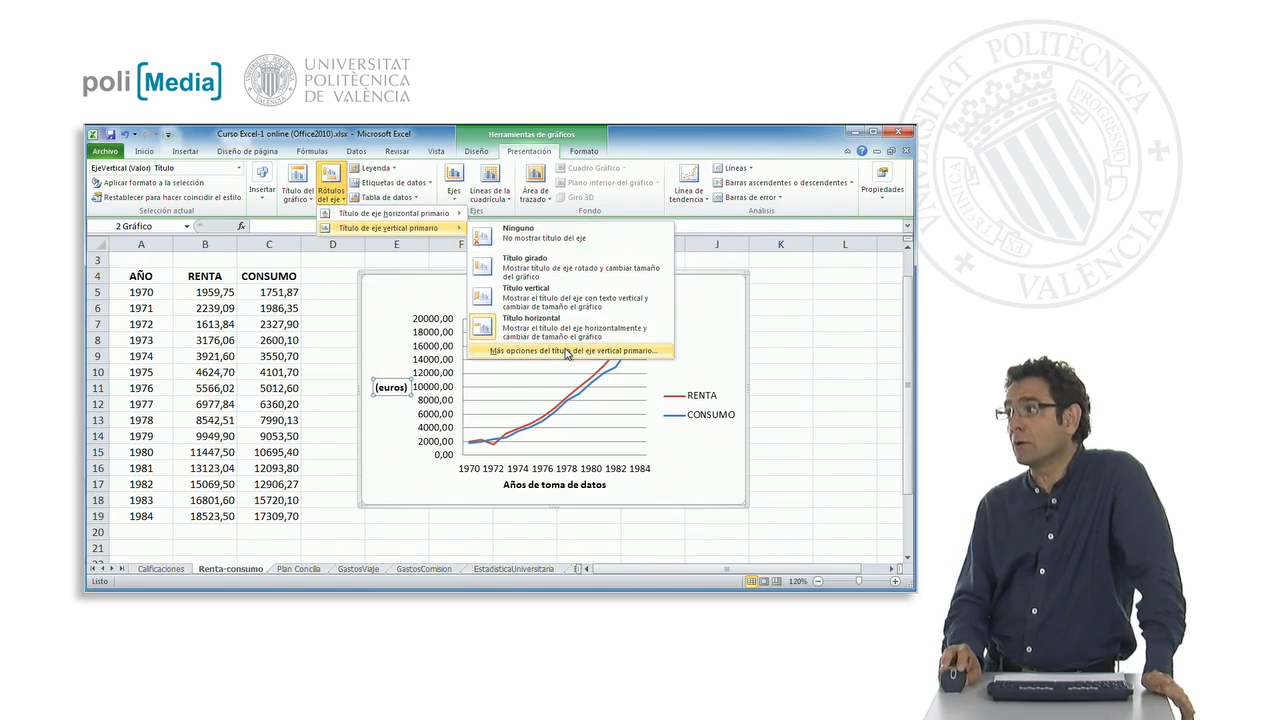 poli [Media]
UNIVERSITAT
POLITÈCNICA
DE VALÈNCIA
UNIVERSITAT POLITÈCNICA DE VALÈNCIA
PROGRESSIO
Curso Excel-1 online (Office2010).xlsx - Microsoft Excel
Herramientas de gráficos
Archivo Inicio Insertar Diseño de página Fórmulas Datos Revisar Vista Diseño Presentación Formato
EjeVertical (Valor) Título
Aplicar formato a la selección
Restablecer para hacer coincidir el estilo
Selección actual
Insertar
Título del gráfico
Rótulos del eje
Leyenda
Etiquetas de datos
Tabla de datos
Ejes
Líneas de la cuadrícula
Ejes
Área de trazado
Cuadro Gráfico
Plano inferior del gráfico
Giro 3D
Fondo
Línea de tendencia
Líneas
Barras ascendentes o descendentes
Barras de error
Análisis
Propiedades
Título de eje horizontal primario
Título de eje vertical primario
2 Gráfico fx
Ninguno
No mostrar título del eje
Título girado
Mostrar título de eje rotado y cambiar tamaño
del gráfico
Título vertical
Mostrar el título del eje con texto vertical y
cambiar de tamaño el gráfico
Título horizontal
Mostrar el título del eje horizontalmente y
cambiar de tamaño el gráfico
Más opciones del título del eje vertical primario...
A B C D E F J K L
3
4 AÑO RENTA CONSUMO
5 1970 1959,75 1751,87
6 1971 2239,09 1986,35
7 1972 1613,84 2327,90
8 1973 3176,06 2600,10
9 1974 3921,60 3550,70
10 1975 4624,70 4101,70
11 1976 5566,02 5012,60
12 1977 6977,84 6360,20
13 1978 8542,51 7990,13
14 1979 9949,90 9053,50
15 1980 11447,50 10695,40
16 1981 13123,04 12093,80
17 1982 15069,50 12906,27
18 1983 16801,60 15720,10
19 1984 18523,50 17309,70
20
21
20000,00
18000,00
16000,00
14000,00
12000,00
10000,00
8000,00
6000,00
4000,00
2000,00
0,00
(euros)
1970 1972 1974 1976 1978 1980 1982 1984
Años de toma de datos
RENTA
CONSUMO
Calificaciones Renta-consumo Plan Concilia GastosViaje GastosComision EstadisticaUniversitaria
Listo 120%